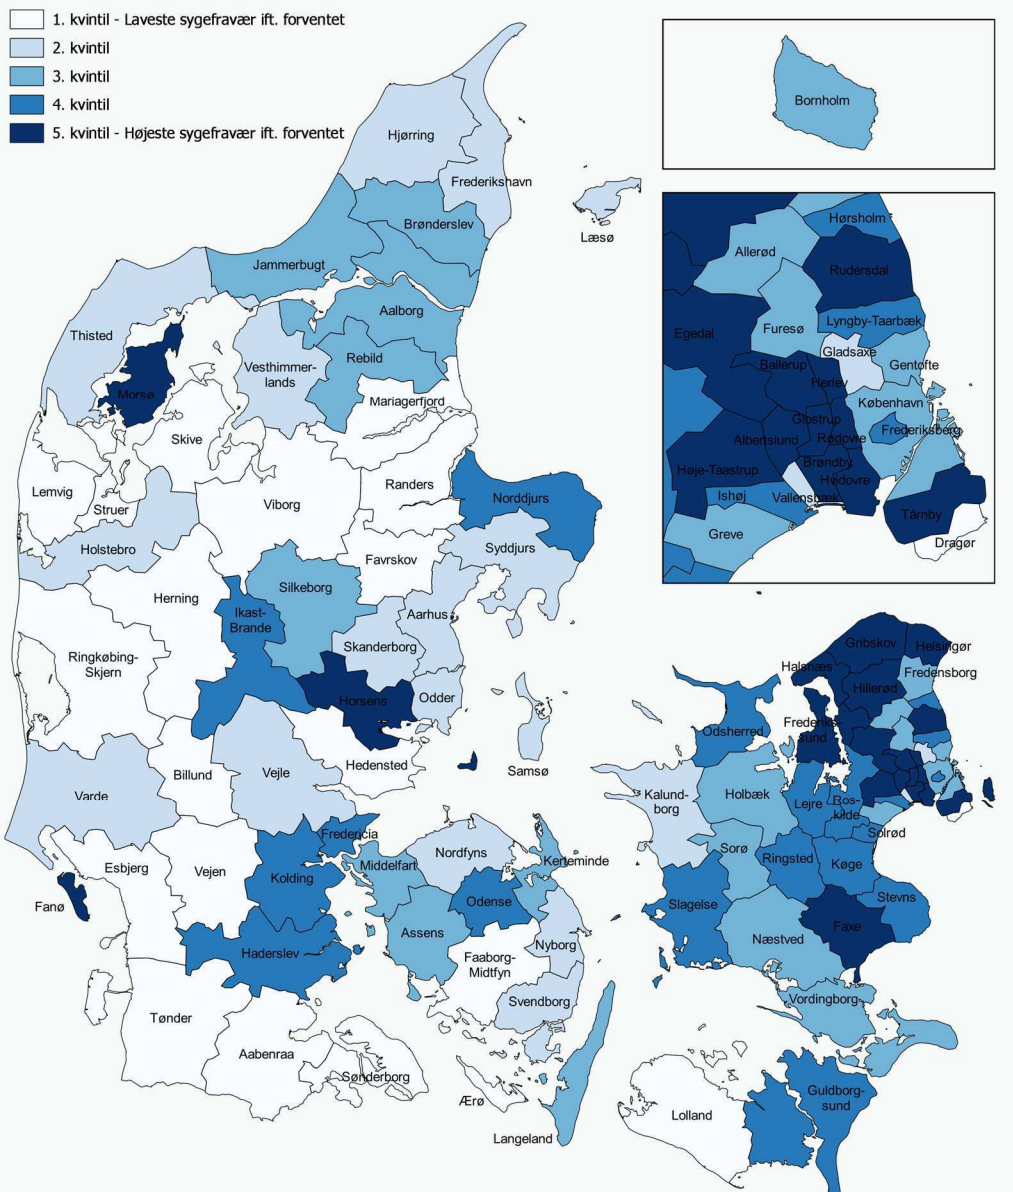 1. kvintil - Laveste sygefravær ift. forventet
2. kvintil
3. kvintil
4. kvintil
5. kvintil - Højeste sygefravær ift. forventet
Bornholm
Hjørring
Frederikshavn
Læsø
Brønderslev
Jammerbugt
Aalborg
Thisted
Rebild
Vesthimmer-
lands
Morsø
Mariagerfjord
Skive
Lemvig
Struer
Viborg
Randers
Norddjurs
Holstebro
Syddjurs
Favrskov
Silkeborg
Herning
Ikast-
Brande
Aarhus
Skanderborg
Ringkøbing-
Skjern
Horsens
Odder
Hedensted
Samsø
Billund
Vejle
Varde
Fredericia
Esbjerg
Vejen
Kolding
Fanø
Haderslev
Tønder
Aabenraa
Sønderborg
Middelfart
Nordfyns
Kerteminde
Odense
Assens
Nyborg
Faaborg-
Midtfyn
Svendborg
Ærø
Langeland
Hørsholm
Allerød
Rudersdal
Egedal
Furesø
Lyngby-Taarbæk
Gladsaxe
Gentofte
Ballerup
Herlev
København
Glostrup
Frederiksberg
Albertslund
Rødovre
Brøndby
Høje-Taastrup
Hvidovre
Ishøj
Vallensbæk
Tårnby
Greve
Dragør
Gribskov
Helsingør
Halsnæs
Fredensborg
Hillerød
Frederiks-
sund
Odsherred
Kalund-
borg
Holbæk
Lejre
Ros-
kilde
Solrød
Sorø
Ringsted
Køge
Slagelse
Stevns
Faxe
Næstved
Vordingborg
Guldborg-
sund
Lolland